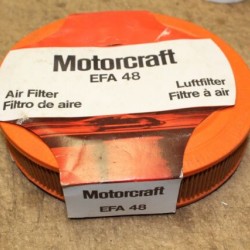 Motorcraft
EFA 48
Air Filter
Filtro de aire
Luftfilter
Filtre à air
Motorcraft
EFA 48